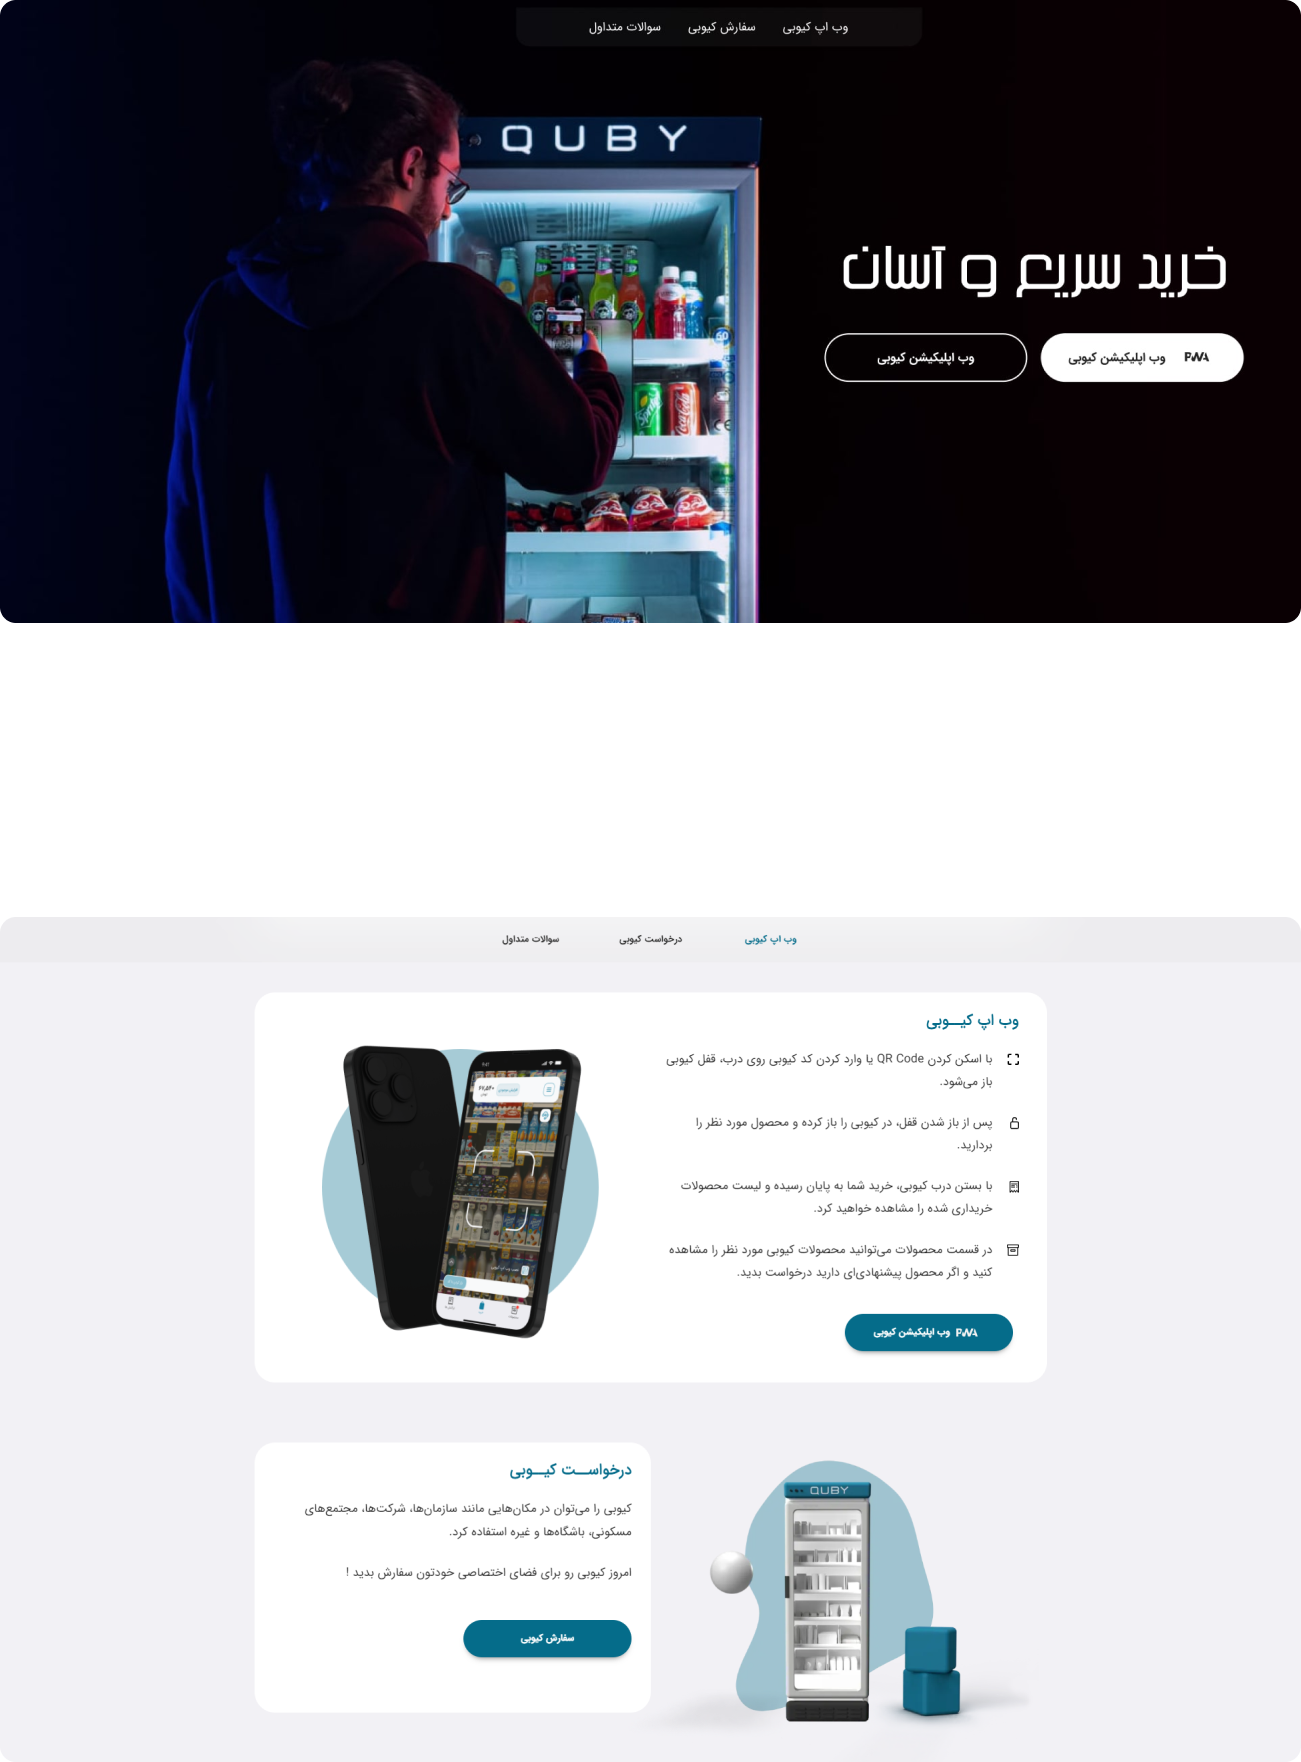 وب اپ کیوبی
سفارش کیوبی
سوالات متداول
QUBY
خرید سریع و آسان
PWA وب اپلیکیشن کیوبی
وب اپلیکیشن کیوبی
Sprite
Coca-Cola
وب اپ کیوبی
درخواست کیوبی
سوالات متداول
وب اپ کیــوبی
با اسکن کردن QR Code یا وارد کردن کد کیوبی روی درب، قفل کیوبی
باز می‌شود.
پس از باز شدن قفل، در کیوبی را باز کرده و محصول مورد نظر را
بردارید.
با بستن درب کیوبی، خرید شما به پایان رسیده و لیست محصولات
خریداری شده را مشاهده خواهید کرد.
در قسمت محصولات می‌توانید محصولات کیوبی مورد نظر را مشاهده
کنید و اگر محصول پیشنهادی‌ای دارید درخواست بدید.
PWA وب اپلیکیشن کیوبی
درخواســت کیــوبی
کیوبی را می‌توان در مکان‌هایی مانند سازمان‌ها، شرکت‌ها، مجتمع‌های
مسکونی، باشگاه‌ها و غیره استفاده کرد.
امروز کیوبی رو برای فضای اختصاصی خودتون سفارش بدید !
سفارش کیوبی
QUBY